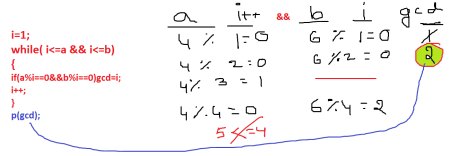 a i++ && b i gcd
i=1;
while( i<=a && i<=b)
{
if(a%i==0&&b%i==0)gcd=i;
i++;
}
p(gcd);
4 % 1=0 6 % 1=0 1
4 % 2=0 6 % 2=0 2
4% 3 = 1
4 %.4=0 6 %4=2
5<=4